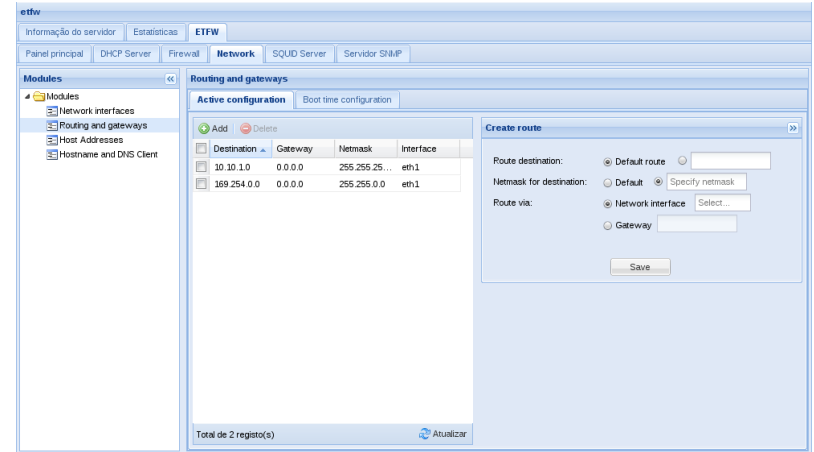 etfw
Informação do servidor Estatísticas ETFW
Painel principal DHCP Server Firewall Network SQUID Server Servidor SNMP
Modules
Modules
Network interfaces
Routing and gateways
Host Addresses
Hostname and DNS Client
Routing and gateways
Active configuration Boot time configuration
Add Delete
Destination Gateway Netmask Interface
10.10.1.0 0.0.0.0 255.255.25... eth1
169.254.0.0 0.0.0.0 255.255.0.0 eth1
Total de 2 registo(s) Atualizar
Create route
Route destination: Default route
Netmask for destination: Default Specify netmask
Route via: Network interface Select...
Gateway
Save